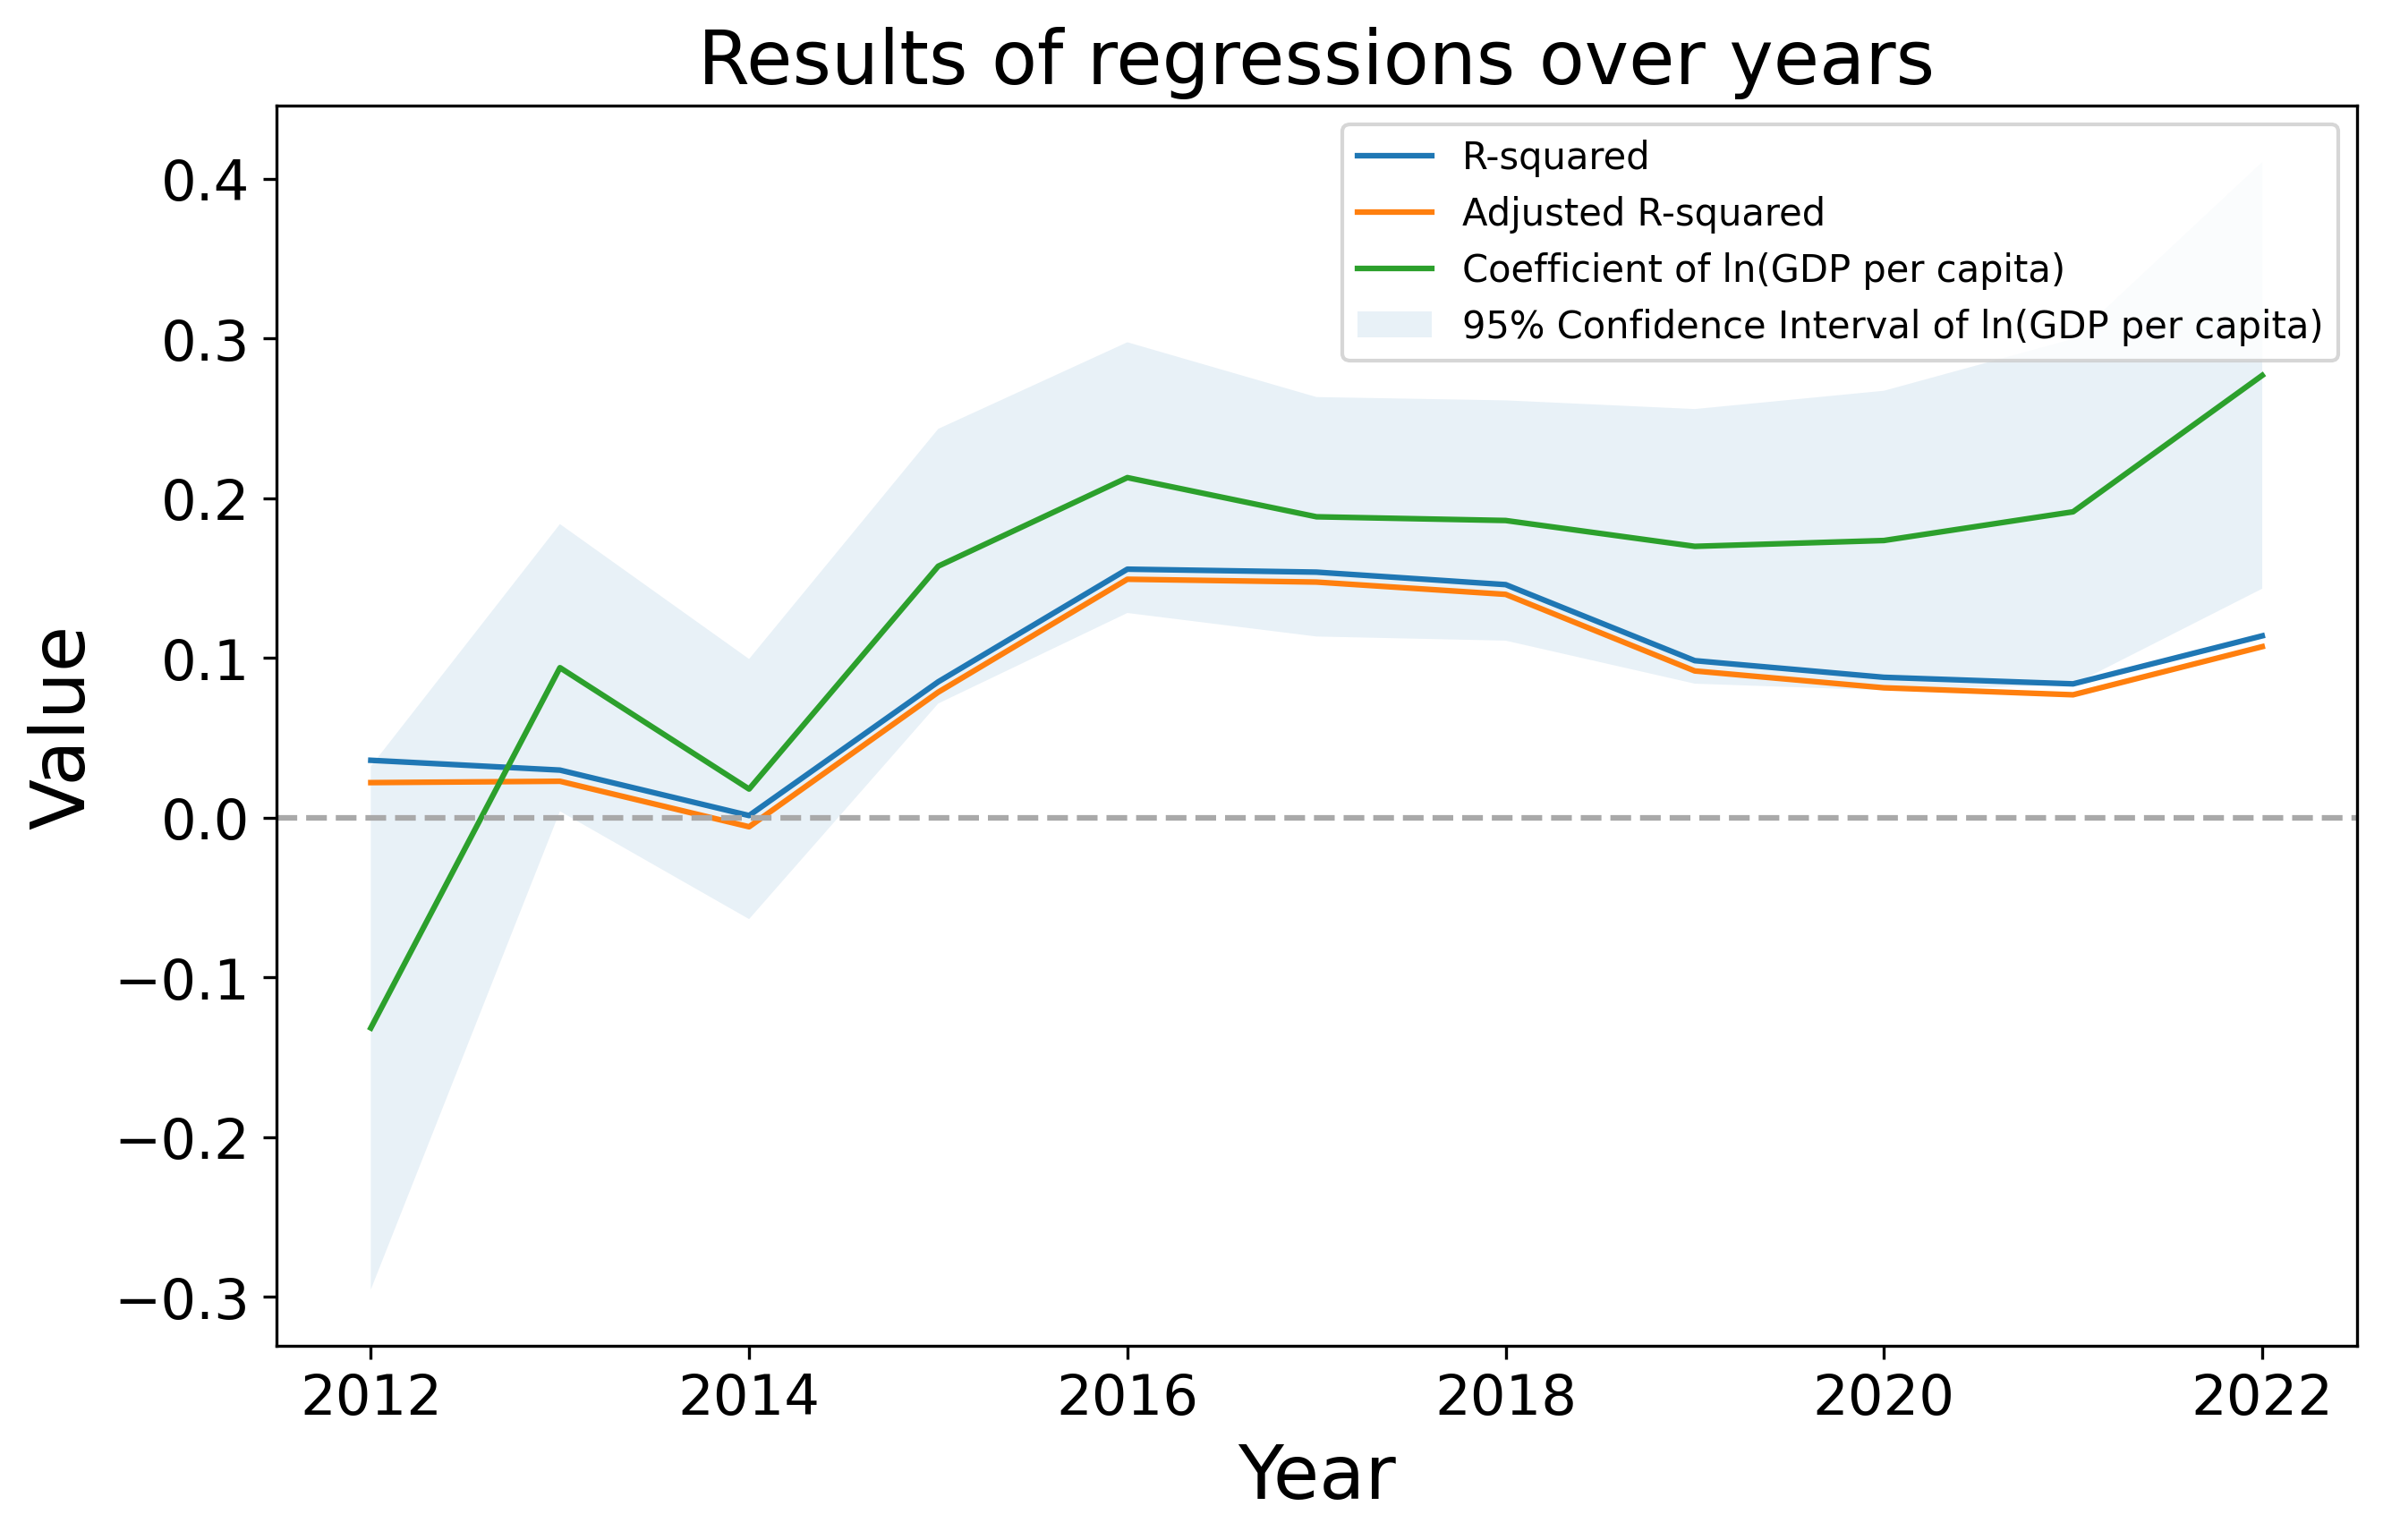 Results of regressions over years
R-squared
Adjusted R-squared
Coefficient of ln(GDP per capita)
95% Confidence Interval of ln(GDP per capita)
Value
0.4
0.3
0.2
0.1
0.0
−0.1
−0.2
−0.3
2012 2014 2016 2018 2020 2022
Year